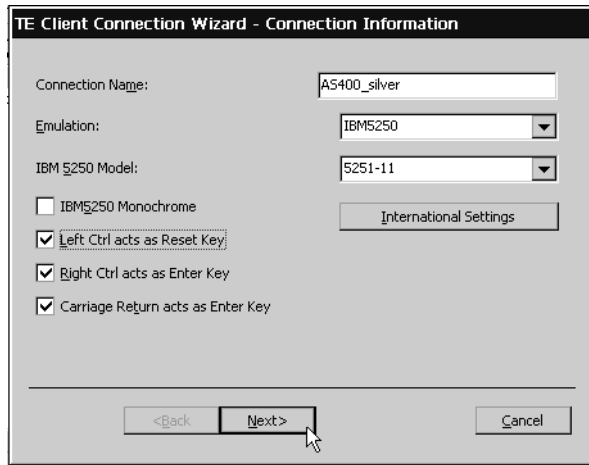 TE Client Connection Wizard - Connection Information
Connection Name: AS400_silver
Emulation: IBM5250
IBM 5250 Model: 5251-11
IBM5250 Monochrome
International Settings
Left Ctrl acts as Reset Key
Right Ctrl acts as Enter Key
Carriage Return acts as Enter Key
<Back Next> Cancel